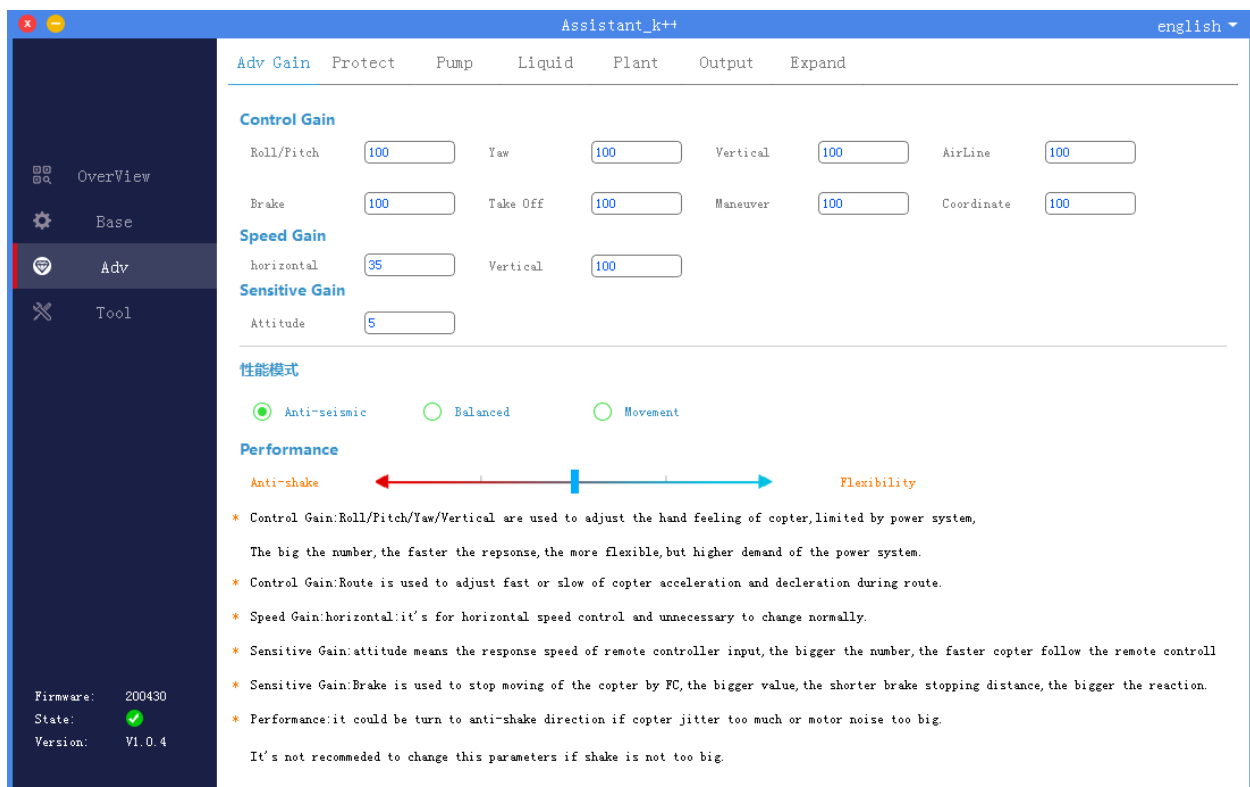 Assistant_k++
english
Adv Gain Protect Pump Liquid Plant Output Expand
OverView
Base
Adv
Tool
Firmware: 200430
State:
Version: V1.0.4
Control Gain
Roll/Pitch 100 Yaw 100 Vertical 100 AirLine 100
Brake 100 Take Off 100 Maneuver 100 Coordinate 100
Speed Gain
horizontal 35 Vertical 100
Sensitive Gain
Attitude 5
性能模式
Anti-seismic Balanced Movement
Performance
Anti-shake Flexibility
* Control Gain:Roll/Pitch/Yaw/Vertical are used to adjust the hand feeling of copter,limited by power system,
The big the number,the faster the repsonse,the more flexible,but higher demand of the power system.
* Control Gain:Route is used to adjust fast or slow of copter acceleration and decleration during route.
* Speed Gain:horizontal:it's for horizontal speed control and unnecessary to change normally.
* Sensitive Gain:attitude means the response speed of remote controller input,the bigger the number,the faster copter follow the remote controll
* Sensitive Gain:Brake is used to stop moving of the copter by FC,the bigger value,the shorter brake stopping distance,the bigger the reaction.
* Performance:it could be turn to anti-shake direction if copter jitter too much or motor noise too big.
It's not recommeded to change this parameters if shake is not too big.